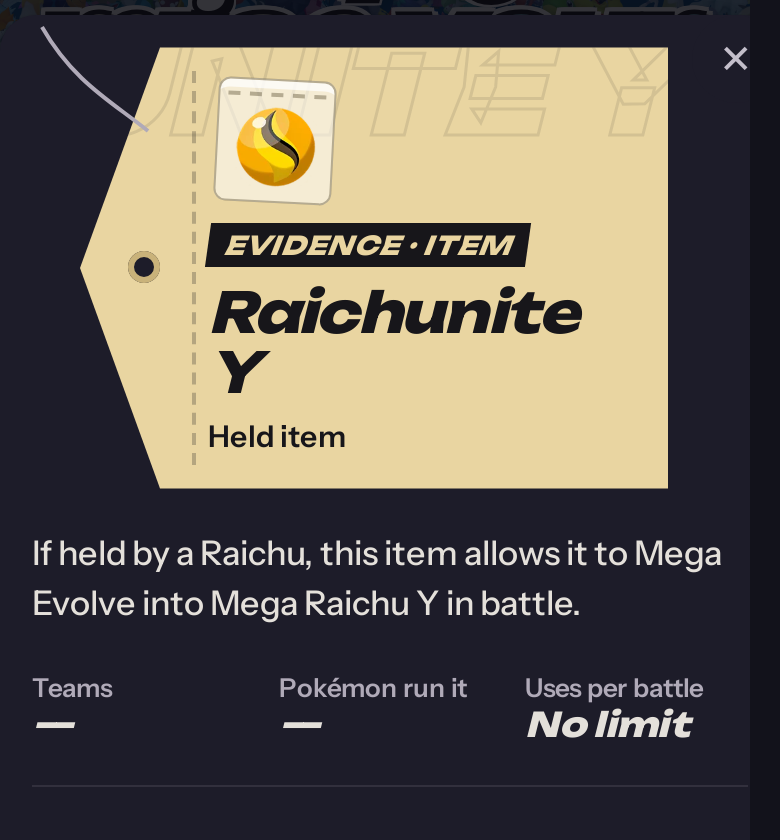 NITE Y
EVIDENCE · ITEM
Raichunite
Y
Held item
If held by a Raichu, this item allows it to Mega
Evolve into Mega Raichu Y in battle.
Teams
Pokémon run it
Uses per battle
—
—
No limit